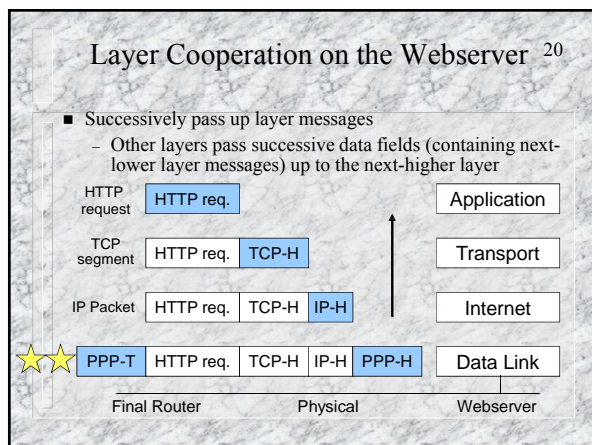 Layer Cooperation on the Webserver 20
■ Successively pass up layer messages
– Other layers pass successive data fields (containing next-
lower layer messages) up to the next-higher layer
HTTP
request
HTTP req.
Application
TCP
segment
HTTP req. TCP-H
Transport
IP Packet
HTTP req. TCP-H IP-H
Internet
PPP-T HTTP req. TCP-H IP-H PPP-H
Data Link
Final Router Physical Webserver